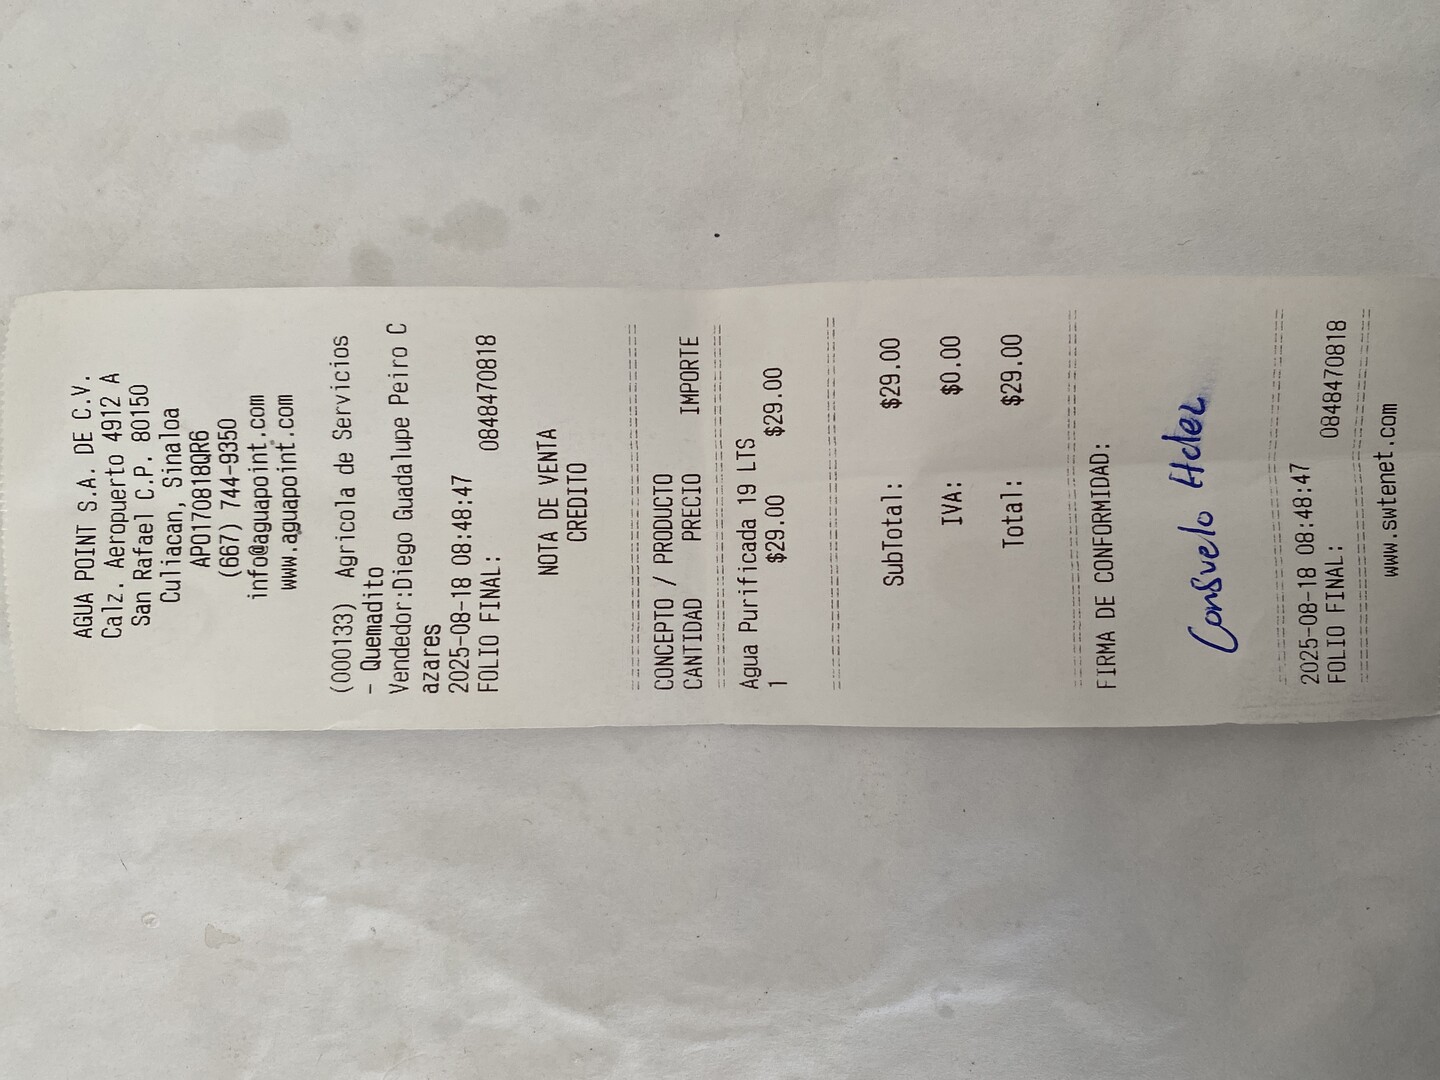 AGUA POINT S.A. DE C.V.
Calz. Aeropuerto 4912 A
San Rafael C.P. 80150
Culiacan, Sinaloa
APO170818QR6
(667) 744-9350
info@aguapoint.com
www.aguapoint.com
(000133) Agricola de Servicios
- Quemadito
Vendedor:Diego Guadalupe Peiro C
azares
2025-08-18 08:48:47
FOLIO FINAL: 0848470818
NOTA DE VENTA
CREDITO
CONCEPTO / PRODUCTO
CANTIDAD PRECIO IMPORTE
Agua Purificada 19 LTS
1 $29.00 $29.00
SubTotal: $29.00
IVA: $0.00
Total: $29.00
FIRMA DE CONFORMIDAD:
Consuelo
2025-08-18 08:48:47
FOLIO FINAL: 0848470818
www.swtenet.com